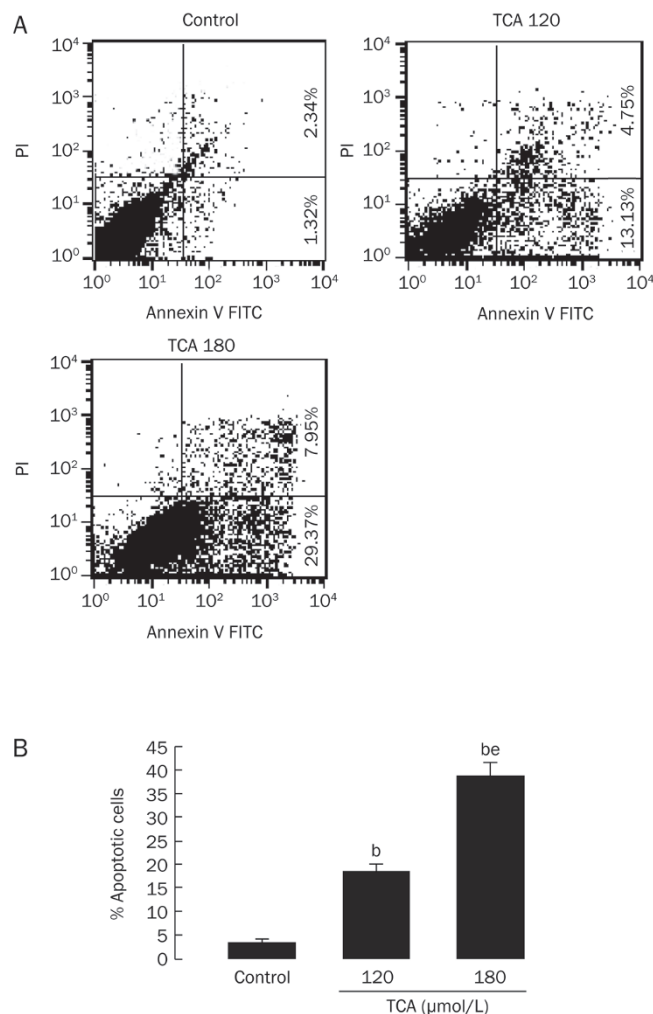 A
Control
10⁴
10³
10²
10¹
10⁰
PI
2.34%
1.32%
10⁰ 10¹ 10² 10³ 10⁴
Annexin V FITC
TCA 120
10⁴
10³
10²
10¹
10⁰
PI
4.75%
13.13%
10⁰ 10¹ 10² 10³ 10⁴
Annexin V FITC
TCA 180
10⁴
10³
10²
10¹
10⁰
PI
7.95%
29.37%
10⁰ 10¹ 10² 10³ 10⁴
Annexin V FITC
B
% Apoptotic cells
45
40
35
30
25
20
15
10
5
0
b
be
Control 120 180
TCA (μmol/L)